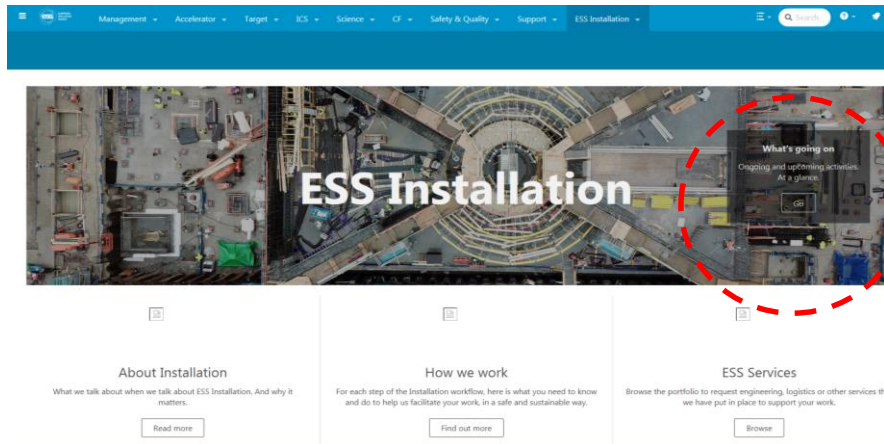 Management Accelerator Target ICS Science CF Safety & Quality Support ESS Installation Search
ESS Installation
What's going on
Ongoing and upcoming activities.
At a glance.
Go
About Installation
What we talk about when we talk about ESS Installation. And why it
matters.
Read more
How we work
For each step of the Installation workflow, here is what you need to know
and do to help us facilitate your work, in a safe and sustainable way.
Find out more
ESS Services
Browse the portfolio to request engineering, logistics or other services th
we have put in place to support your work.
Browse